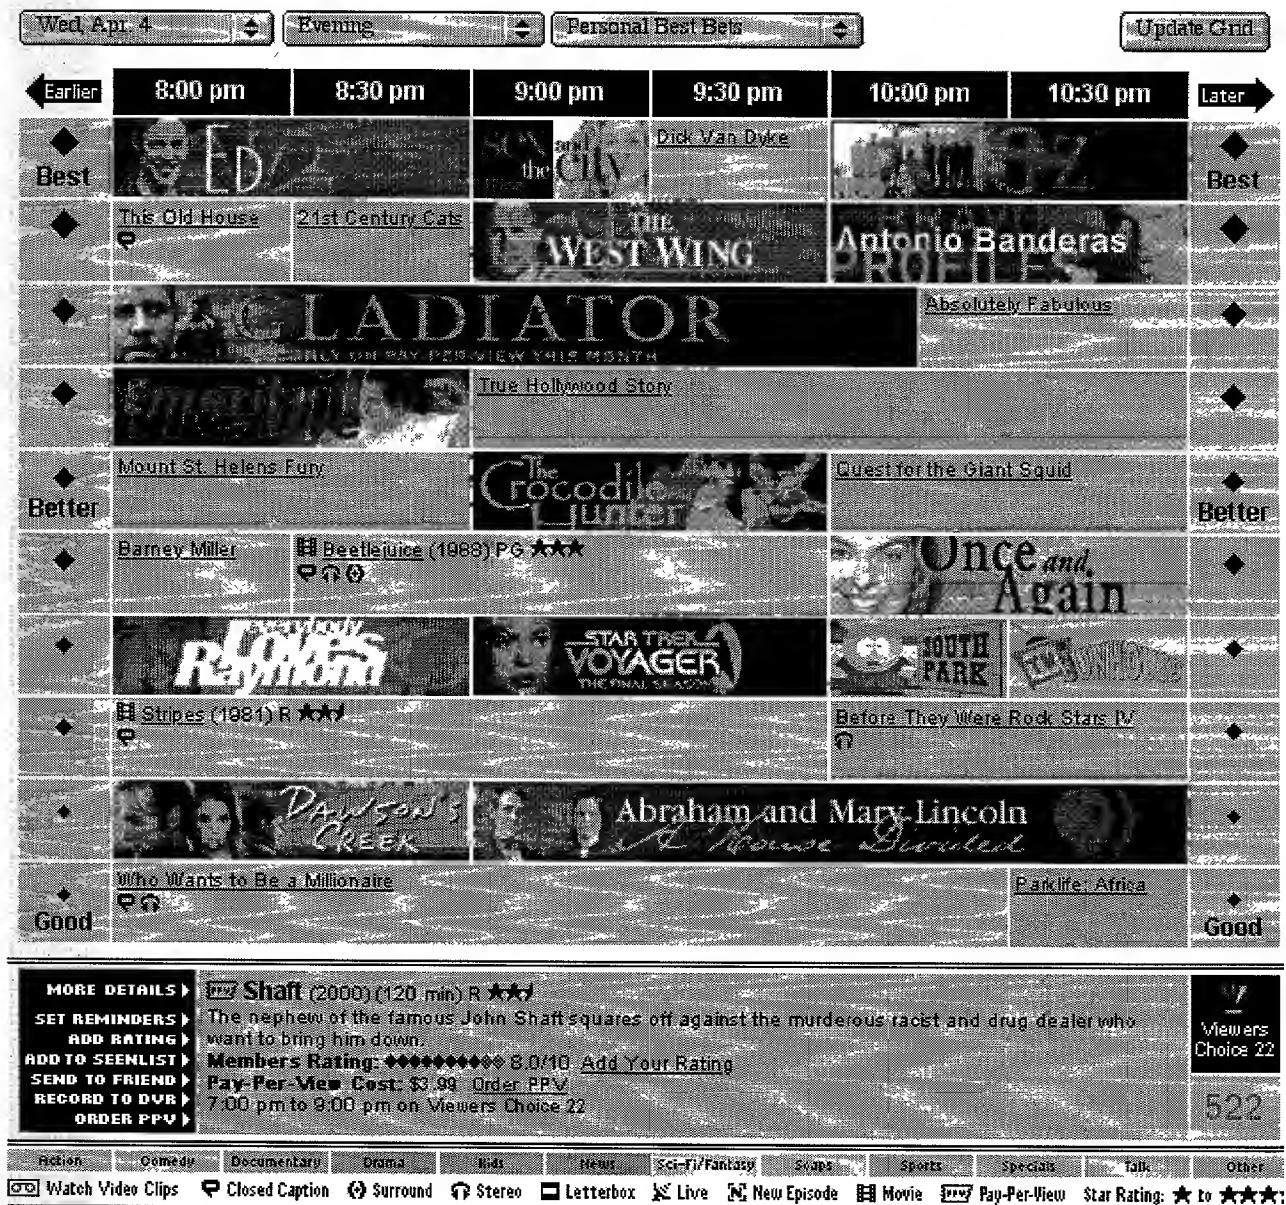 Wed, Apr. 4 Evening Personal Best Bets Update Grid
Earlier 8:00 pm 8:30 pm 9:00 pm 9:30 pm 10:00 pm 10:30 pm Later
Best ED Sex and the City Dick Van Dyke Best
This Old House 21st Century Cats THE WEST WING Antonio Banderas PROFILES
GLADIATOR Absolutely Fabulous
ONLY ON PAY-PER-VIEW THIS MONTH
Emeril Live True Hollywood Story
Better Mount St. Helens Fury The Crocodile Hunter Quest for the Giant Squid Better
Barney Miller Beetlejuice (1988) PG ★★★ Once and Again
Everybody Loves Raymond STAR TREK VOYAGER THE FINAL SEASON SOUTH PARK
Stripes (1981) R Before They Were Rock Stars IV
DAWSON'S CREEK Abraham and Mary Lincoln
A House Divided
Good Who Wants to Be a Millionaire Parklife: Africa Good
MORE DETAILS PPV Shaft (2000) (120 min) R
SET REMINDERS The nephew of the famous John Shaft squares off against the murderous racist and drug dealer who
ADD RATING want to bring him down.
ADD TO SEENLIST Members Rating: 8.0/10 Add Your Rating
SEND TO FRIEND Pay-Per-View Cost: $3.99 Order PPV
RECORD TO DVR 7:00 pm to 9:00 pm on Viewers Choice 22
ORDER PPV
Viewers
Choice 22
522
Action Comedy Documentary Drama Kids News Sci-Fi/Fantasy Soaps Sports Specials Talk Other
Watch Video Clips Closed Caption Surround Stereo Letterbox Live New Episode Movie Pay-Per-View Star Rating: ★ to ★★★